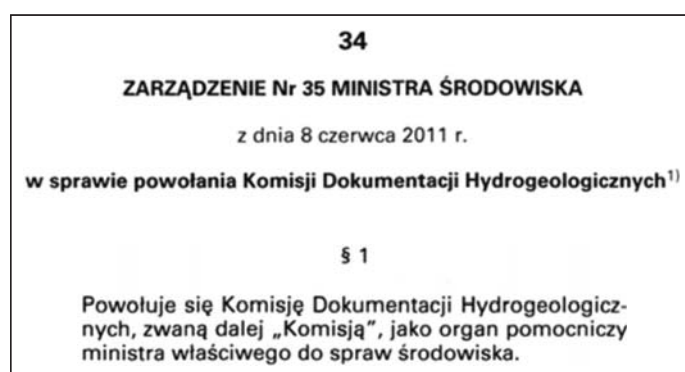 34
ZARZĄDZENIE Nr 35 MINISTRA ŚRODOWISKA
z dnia 8 czerwca 2011 r.
w sprawie powołania Komisji Dokumentacji Hydrogeologicznych¹⁾
§ 1
Powołuje się Komisję Dokumentacji Hydrogeologicz-
nych, zwaną dalej „Komisją”, jako organ pomocniczy
ministra właściwego do spraw środowiska.